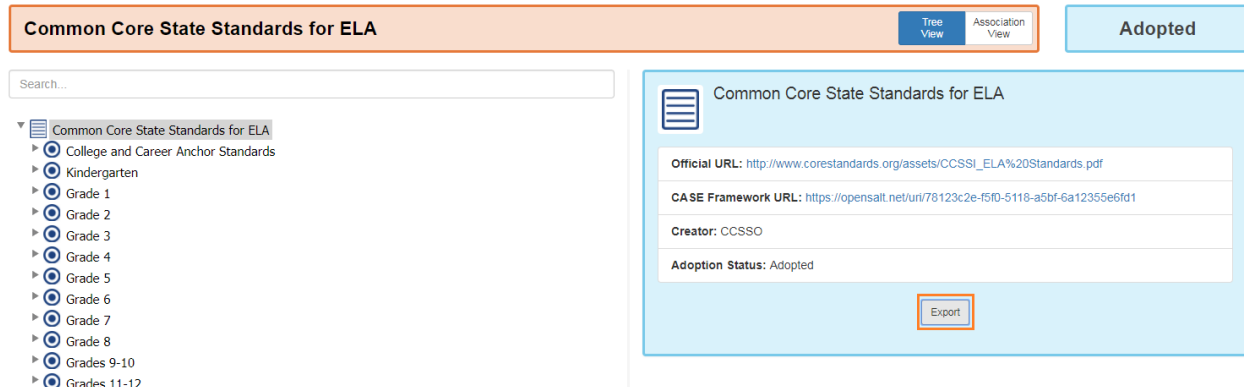 Common Core State Standards for ELA
Tree
View
Association
View
Adopted
Search...
Common Core State Standards for ELA
College and Career Anchor Standards
Kindergarten
Grade 1
Grade 2
Grade 3
Grade 4
Grade 5
Grade 6
Grade 7
Grade 8
Grades 9-10
Grades 11-12
Common Core State Standards for ELA
Official URL: http://www.corestandards.org/assets/CCSSI_ELA%20Standards.pdf
CASE Framework URL: https://opensalt.net/uri/78123c2e-f5f0-5118-a5bf-6a12355e6fd1
Creator: CCSSO
Adoption Status: Adopted
Export